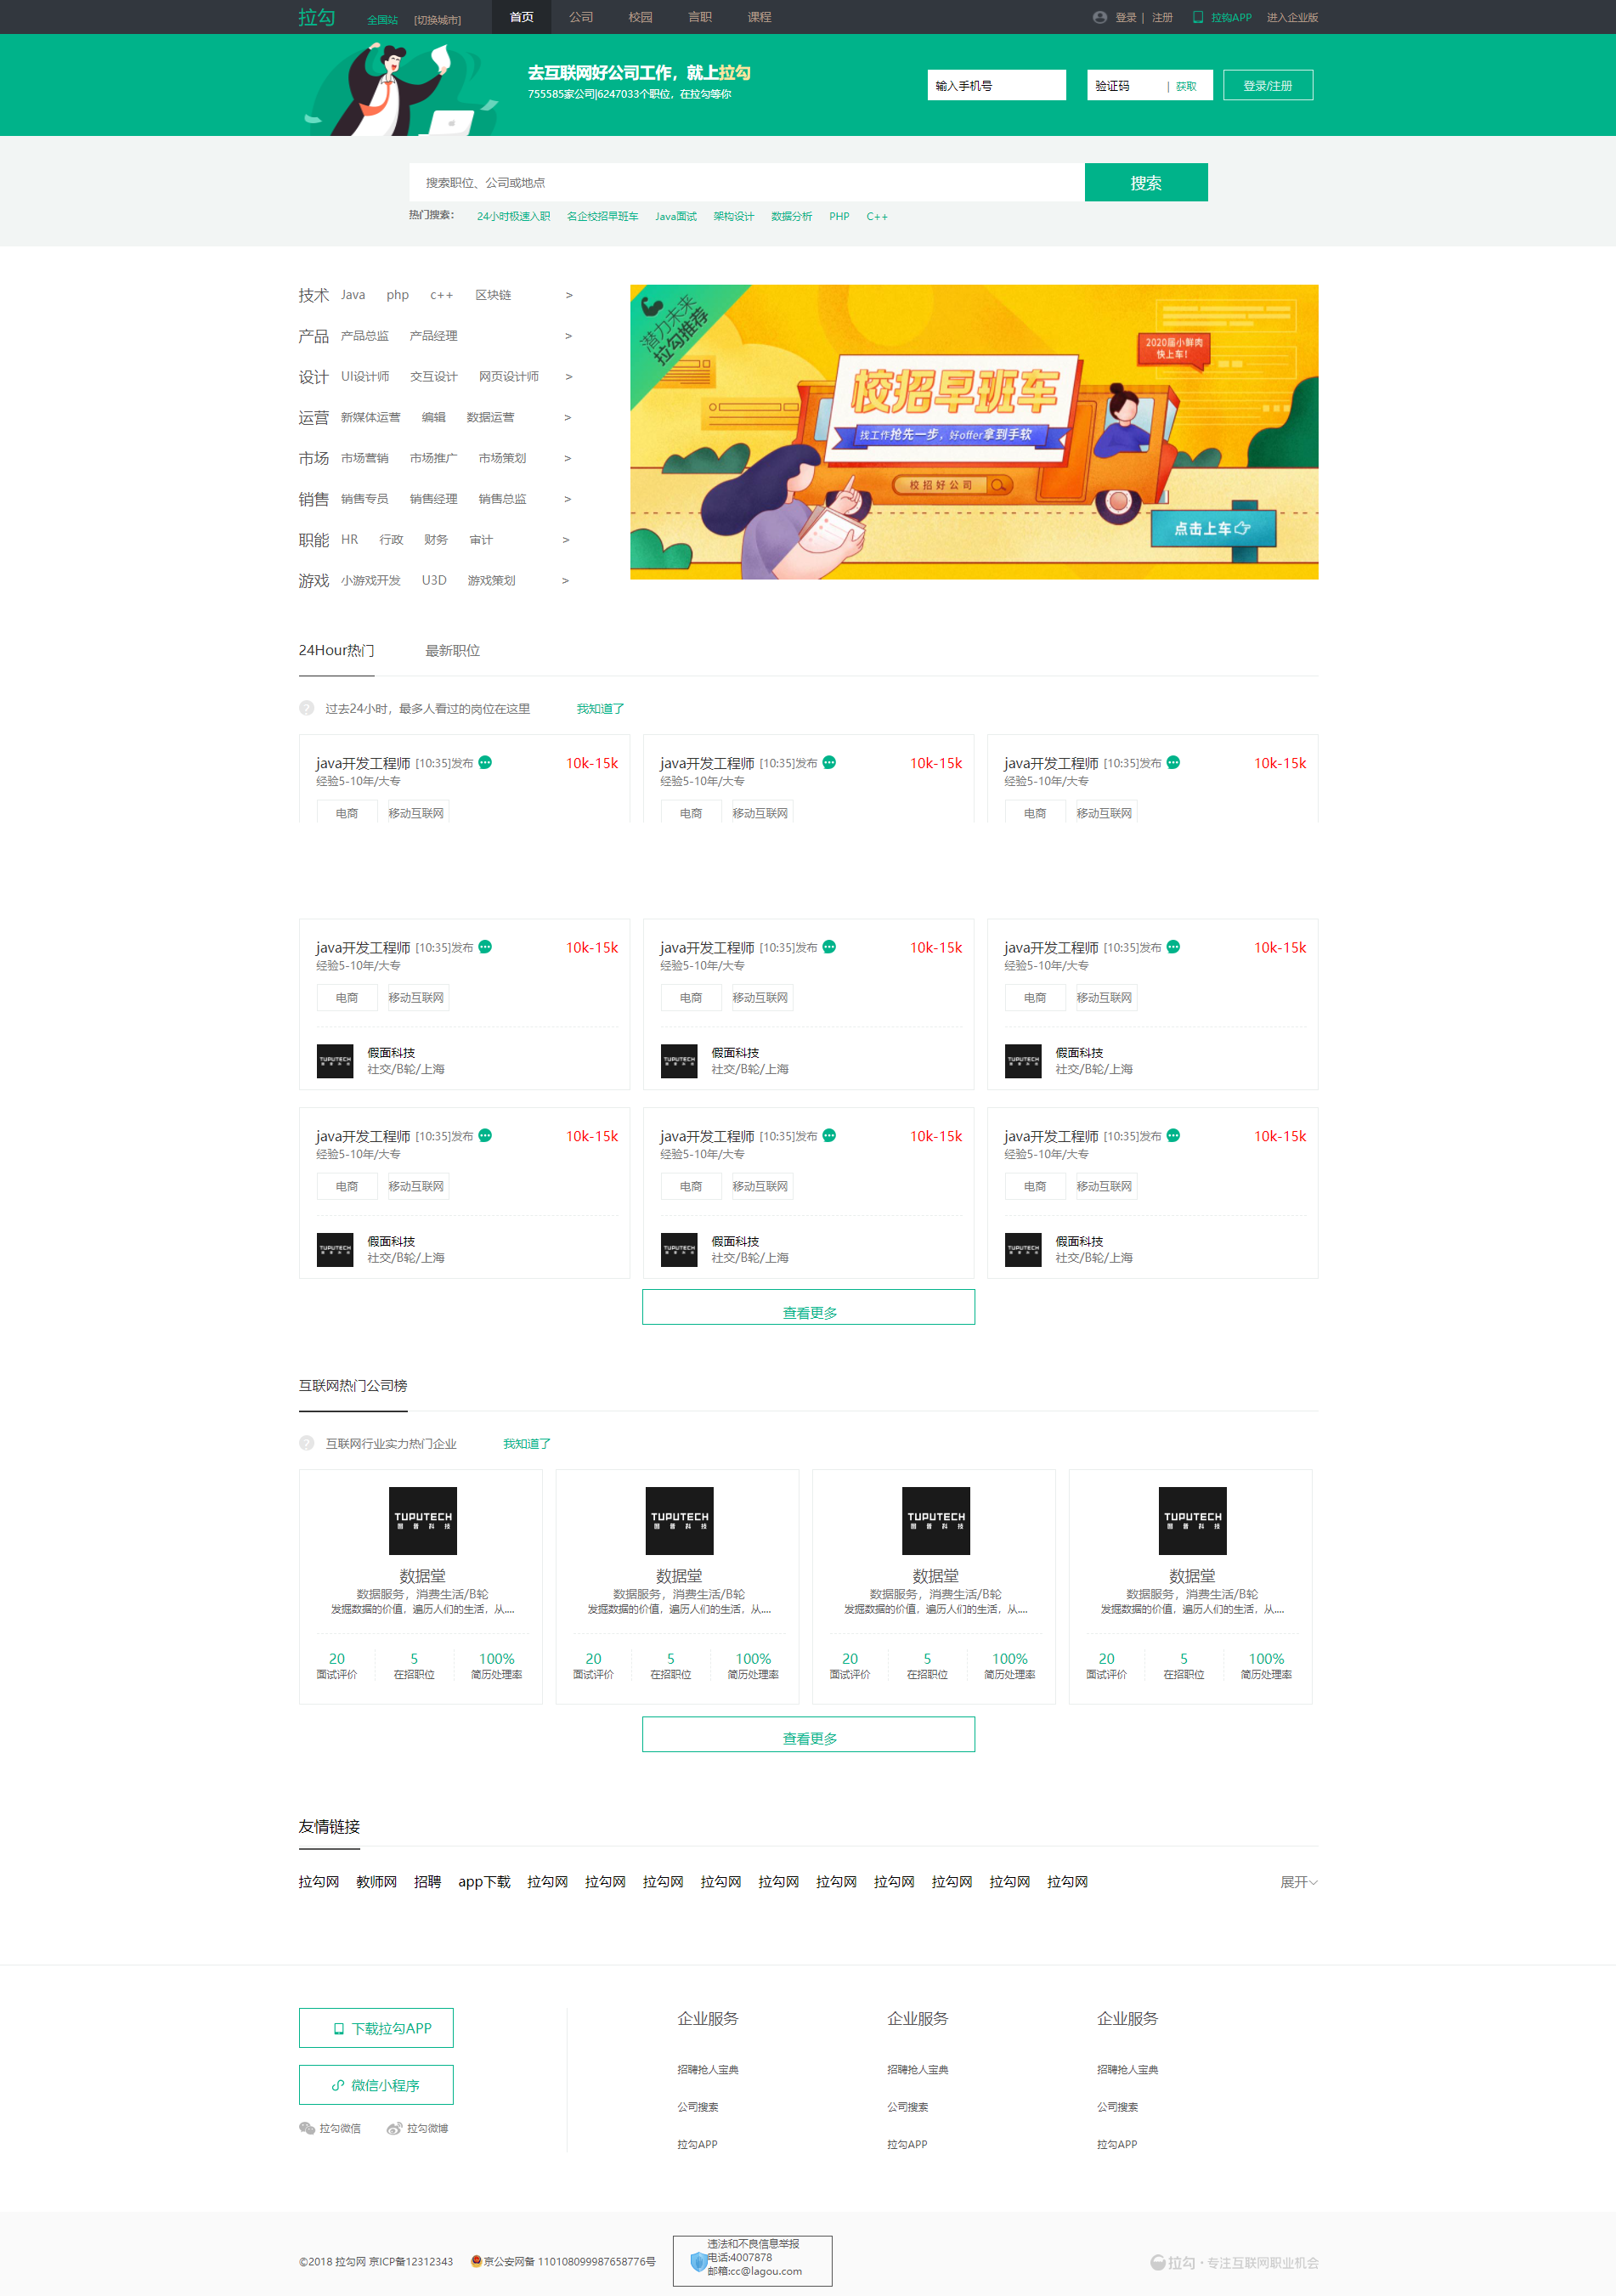 拉勾 全国站 [切换城市] 首页 公司 校园 言职 课程 登录 | 注册 拉钩APP 进入企业版
去互联网好公司工作，就上拉勾
755585家公司|6247033个职位，在拉勾等你
输入手机号 验证码 | 获取 登录/注册
搜索职位、公司或地点 搜索
热门搜索： 24小时极速入职 名企校招早班车 Java面试 架构设计 数据分析 PHP C++
技术 Java php c++ 区块链 >
产品 产品总监 产品经理 >
设计 UI设计师 交互设计 网页设计师 >
运营 新媒体运营 编辑 数据运营 >
市场 市场营销 市场推广 市场策划 >
销售 销售专员 销售经理 销售总监 >
职能 HR 行政 财务 审计 >
游戏 小游戏开发 U3D 游戏策划 >
潜力未来
拉勾推荐
2020届小鲜肉
快上车!
校招早班车
找工作抢先一步，好offer拿到手软
校招好公司
点击上车
24Hour热门 最新职位
? 过去24小时，最多人看过的岗位在这里 我知道了
java开发工程师 [10:35]发布 10k-15k java开发工程师 [10:35]发布 10k-15k java开发工程师 [10:35]发布 10k-15k
经验5-10年/大专 经验5-10年/大专 经验5-10年/大专
电商 移动互联网 电商 移动互联网 电商 移动互联网
java开发工程师 [10:35]发布 10k-15k java开发工程师 [10:35]发布 10k-15k java开发工程师 [10:35]发布 10k-15k
经验5-10年/大专 经验5-10年/大专 经验5-10年/大专
电商 移动互联网 电商 移动互联网 电商 移动互联网
TUPUTECH 假面科技 TUPUTECH 假面科技 TUPUTECH 假面科技
社交/B轮/上海 社交/B轮/上海 社交/B轮/上海
java开发工程师 [10:35]发布 10k-15k java开发工程师 [10:35]发布 10k-15k java开发工程师 [10:35]发布 10k-15k
经验5-10年/大专 经验5-10年/大专 经验5-10年/大专
电商 移动互联网 电商 移动互联网 电商 移动互联网
TUPUTECH 假面科技 TUPUTECH 假面科技 TUPUTECH 假面科技
社交/B轮/上海 社交/B轮/上海 社交/B轮/上海
查看更多
互联网热门公司榜
? 互联网行业实力热门企业 我知道了
TUPUTECH TUPUTECH TUPUTECH TUPUTECH
图普科技 图普科技 图普科技 图普科技
数据堂 数据堂 数据堂 数据堂
数据服务，消费生活/B轮 数据服务，消费生活/B轮 数据服务，消费生活/B轮 数据服务，消费生活/B轮
发掘数据的价值，遍历人们的生活，从.... 发掘数据的价值，遍历人们的生活，从.... 发掘数据的价值，遍历人们的生活，从.... 发掘数据的价值，遍历人们的生活，从....
20 5 100% 20 5 100% 20 5 100% 20 5 100%
面试评价 在招职位 简历处理率 面试评价 在招职位 简历处理率 面试评价 在招职位 简历处理率 面试评价 在招职位 简历处理率
查看更多
友情链接
拉勾网 教师网 招聘 app下载 拉勾网 拉勾网 拉勾网 拉勾网 拉勾网 拉勾网 拉勾网 拉勾网 拉勾网 拉勾网 展开
下载拉勾APP 企业服务 企业服务 企业服务
招聘抢人宝典 招聘抢人宝典 招聘抢人宝典
微信小程序 公司搜索 公司搜索 公司搜索
拉勾微信 拉勾微博 拉勾APP 拉勾APP 拉勾APP
违法和不良信息举报
电话:4007878
邮箱:cc@lagou.com
©2018 拉勾网 京ICP备12312343 京公安网备 110108099987658776号 拉勾·专注互联网职业机会